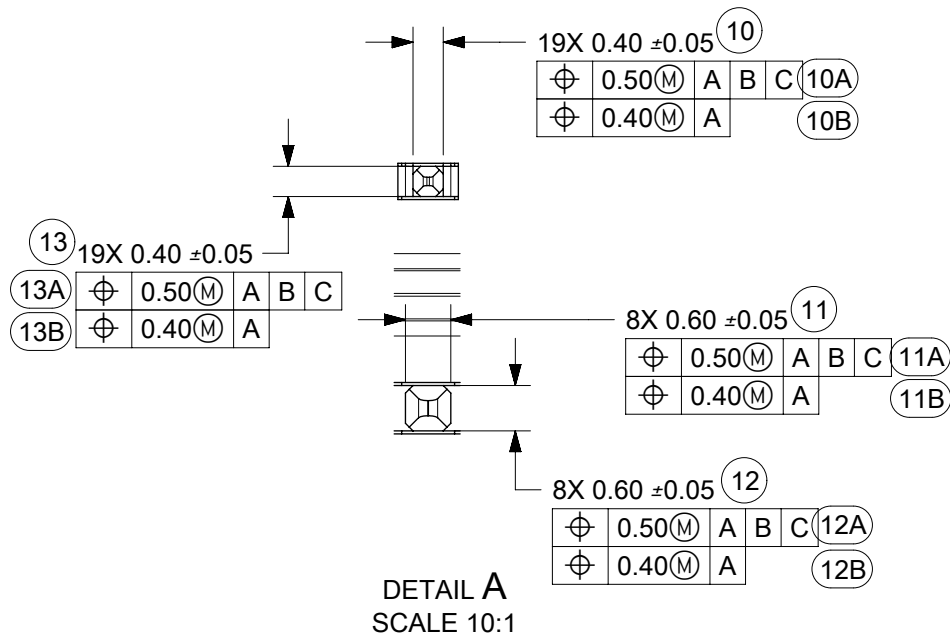 19X 0.40 ±0.05 10
⌖ 0.50Ⓜ A B C 10A
⌖ 0.40Ⓜ A 10B
13 19X 0.40 ±0.05
13A ⌖ 0.50Ⓜ A B C
13B ⌖ 0.40Ⓜ A
8X 0.60 ±0.05 11
⌖ 0.50Ⓜ A B C 11A
⌖ 0.40Ⓜ A 11B
8X 0.60 ±0.05 12
⌖ 0.50Ⓜ A B C 12A
⌖ 0.40Ⓜ A 12B
DETAIL A
SCALE 10:1